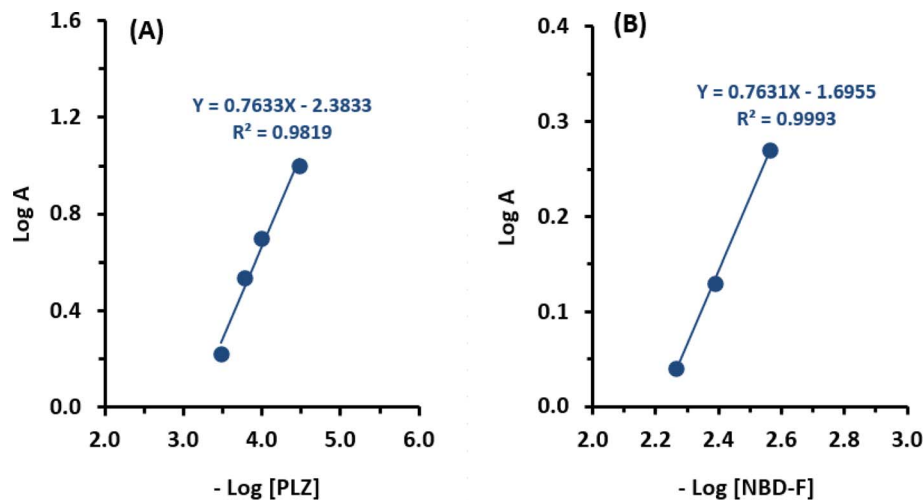 (A)
Y = 0.7633X - 2.3833
R² = 0.9819
Log A
1.6
1.2
0.8
0.4
0.0
2.0 3.0 4.0 5.0 6.0
- Log [PLZ]
(B)
Y = 0.7631X - 1.6955
R² = 0.9993
Log A
0.4
0.3
0.2
0.1
0.0
2.0 2.2 2.4 2.6 2.8 3.0
- Log [NBD-F]